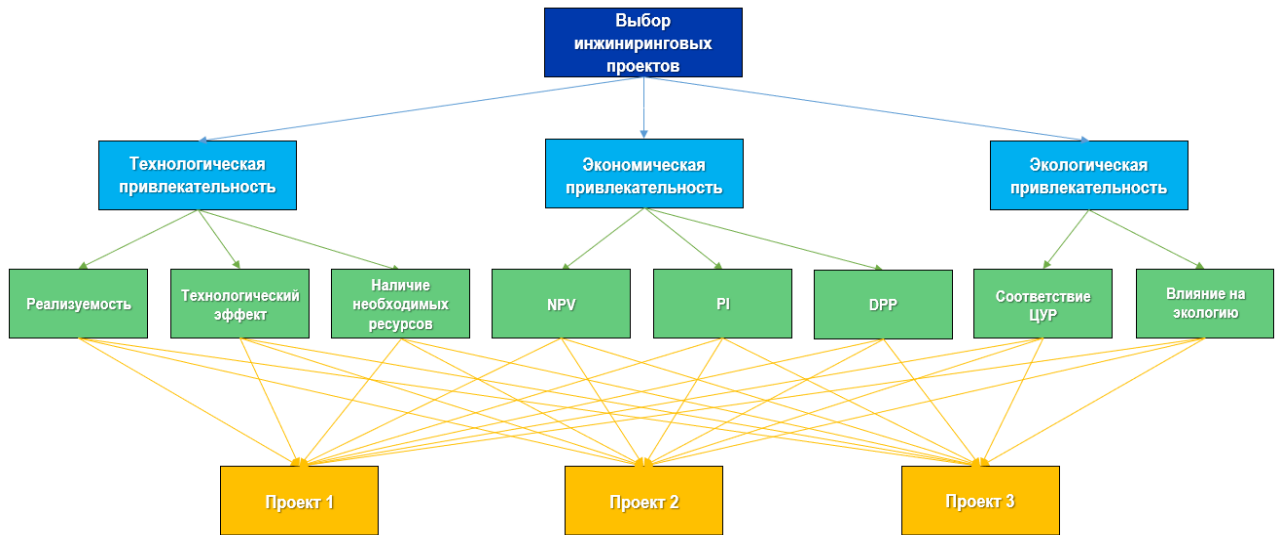 Выбор
инжиниринговых
проектов
Технологическая
привлекательность
Экономическая
привлекательность
Экологическая
привлекательность
Реализуемость
Технологический
эффект
Наличие
необходимых
ресурсов
NPV
PI
DPP
Соответствие
ЦУР
Влияние на
экологию
Проект 1
Проект 2
Проект 3